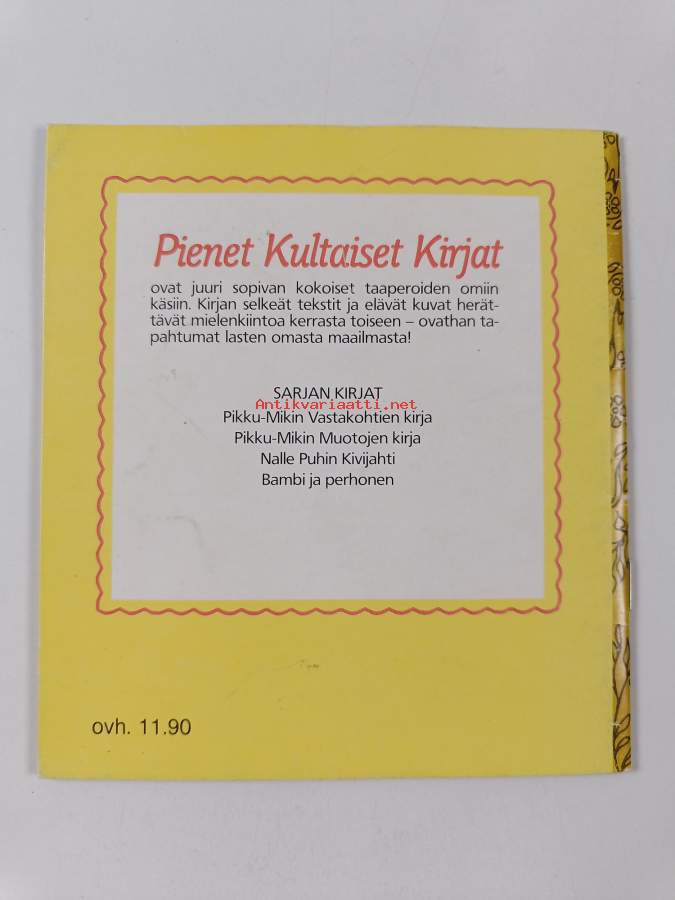 Pienet Kultaiset Kirjat
ovat juuri sopivan kokoiset taaperoiden omiin
käsiin. Kirjan selkeät tekstit ja elävät kuvat herät-
tävät mielenkiintoa kerrasta toiseen – ovathan ta-
pahtumat lasten omasta maailmasta!
SARJAN KIRJAT
Antikvariaatti.net
Pikku-Mikin Vastakohtien kirja
Pikku-Mikin Muotojen kirja
Nalle Puhin Kivijahti
Bambi ja perhonen
ovh. 11.90